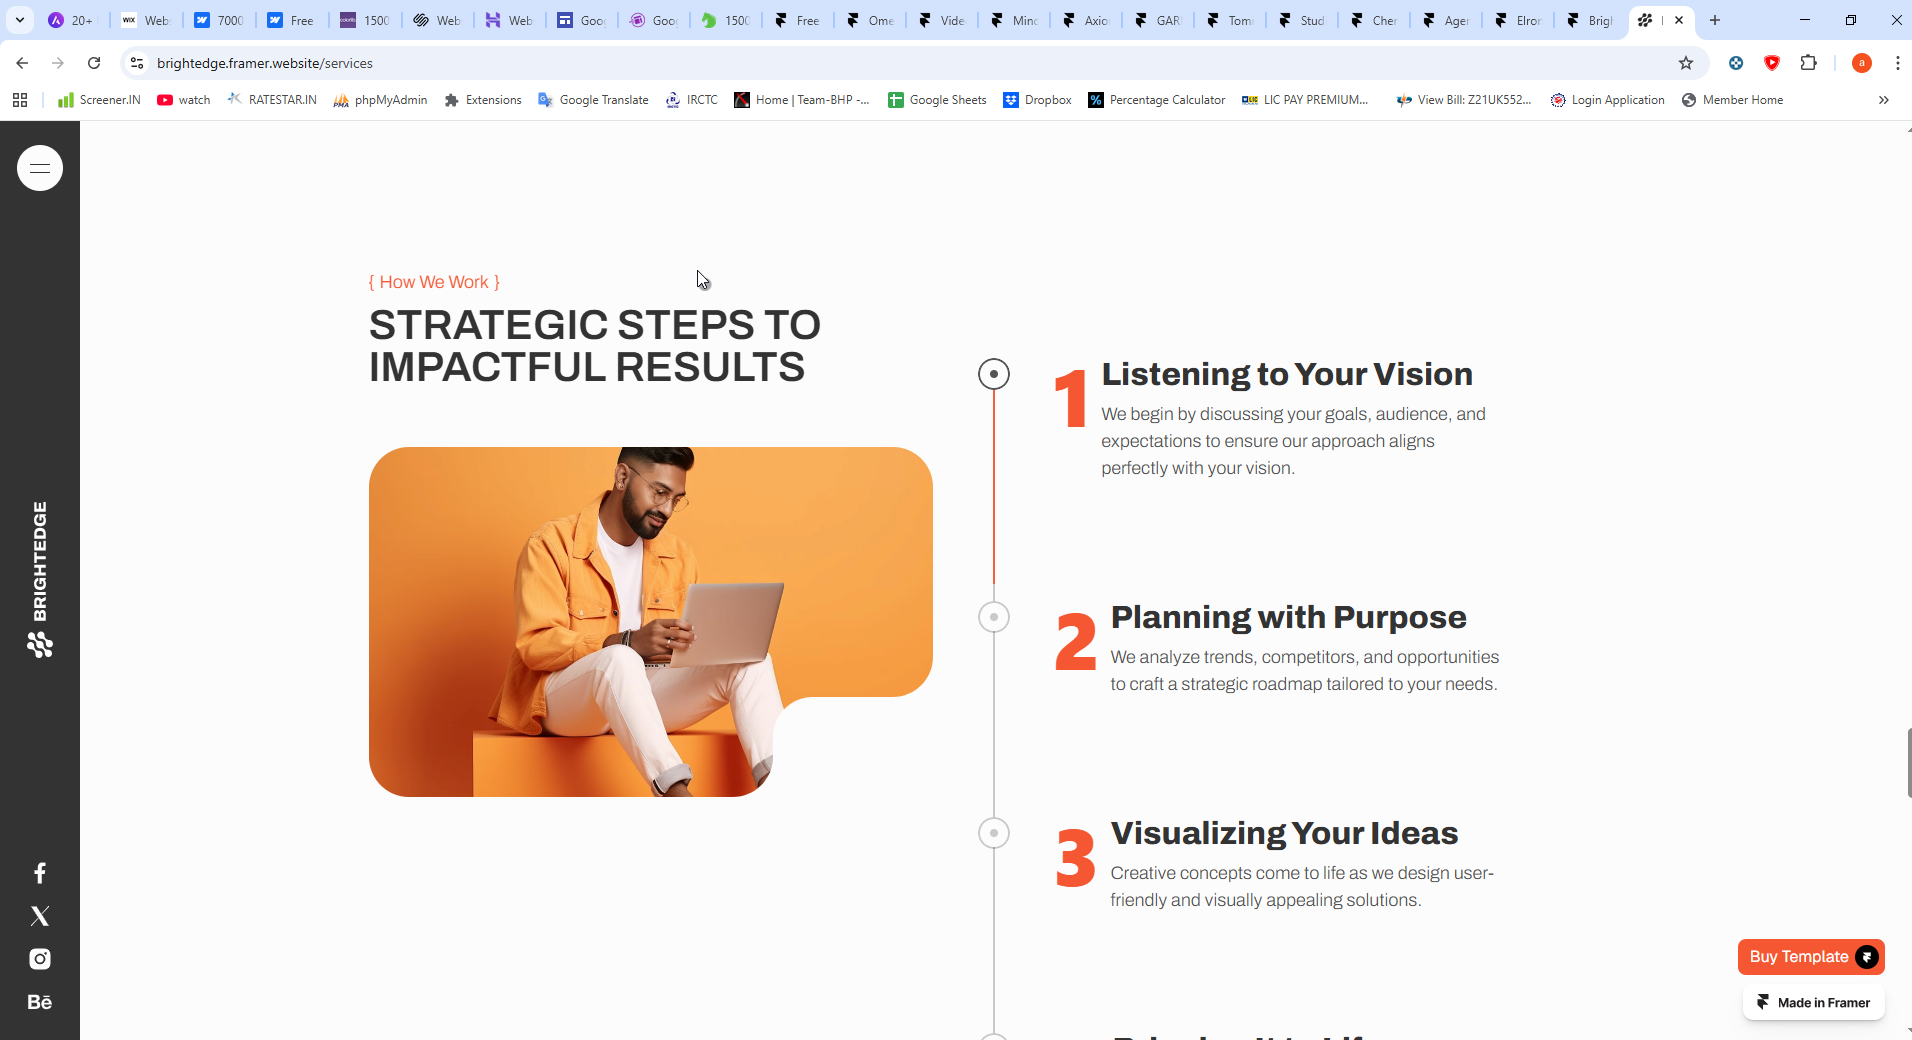 20+
Web
7000
Free
1500
Web
Web
Goo
Goo
1500
Free
Ome
Vide
Minc
Axio
GAR
Tom
Stud
Cher
Ager
Elror
Brigh
brightedge.framer.website/services
a
Screener.IN
watch
RATESTAR.IN
phpMyAdmin
Extensions
Google Translate
IRCTC
Home | Team-BHP -...
Google Sheets
Dropbox
Percentage Calculator
LIC PAY PREMIUM...
View Bill: Z21UK552...
Login Application
Member Home
BRIGHTEDGE
{ How We Work }
STRATEGIC STEPS TO
IMPACTFUL RESULTS
1
Listening to Your Vision
We begin by discussing your goals, audience, and
expectations to ensure our approach aligns
perfectly with your vision.
2
Planning with Purpose
We analyze trends, competitors, and opportunities
to craft a strategic roadmap tailored to your needs.
3
Visualizing Your Ideas
Creative concepts come to life as we design user-
friendly and visually appealing solutions.
Bē
Buy Template
Made in Framer